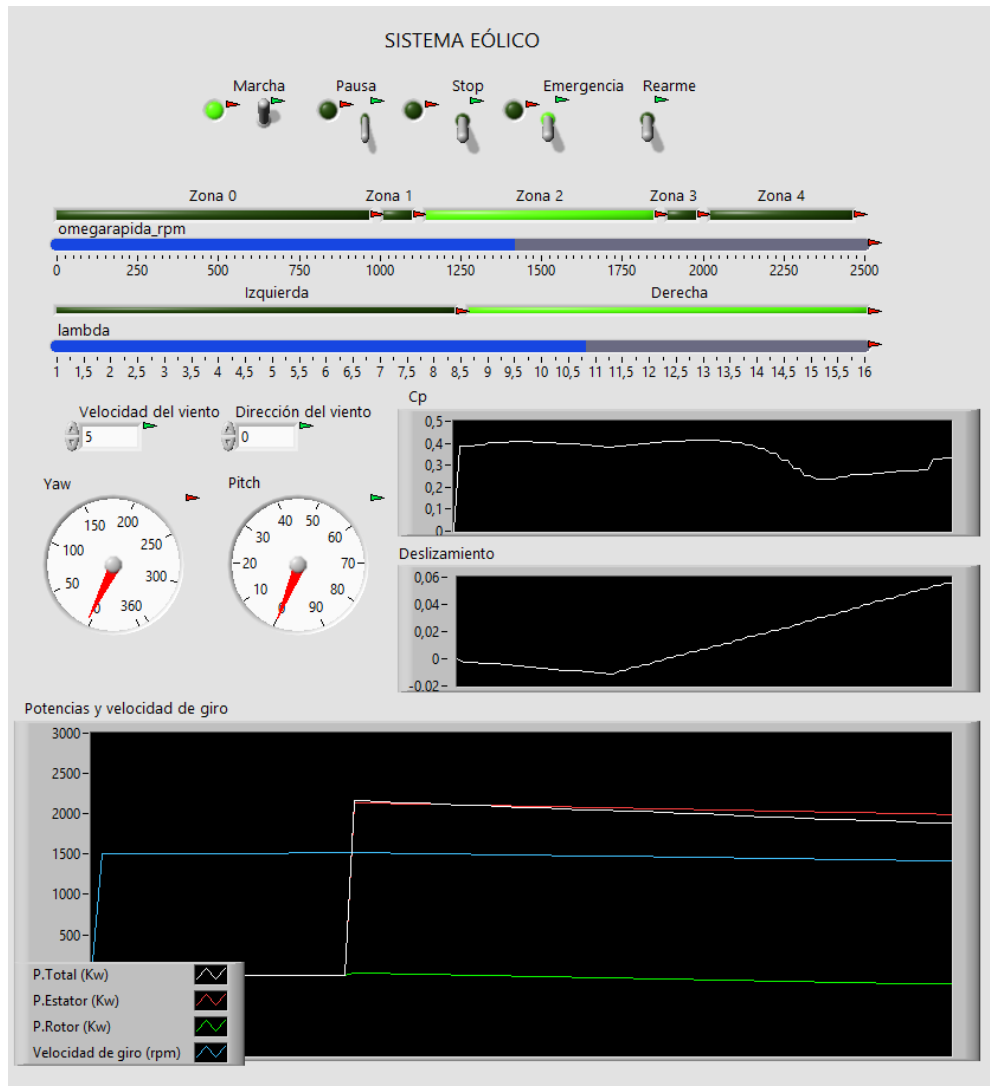 SISTEMA EÓLICO
Marcha Pausa Stop Emergencia Rearme
Zona 0 Zona 1 Zona 2 Zona 3 Zona 4
omegarapida_rpm
0 250 500 750 1000 1250 1500 1750 2000 2250 2500
Izquierda Derecha
lambda
1 1,5 2 2,5 3 3,5 4 4,5 5 5,5 6 6,5 7 7,5 8 8,5 9 9,5 10 10,5 11 11,5 12 12,5 13 13,5 14 14,5 15 15,5 16
Velocidad del viento Dirección del viento
5 0
Cp
0,5
0,4
0,3
0,2
0,1
0
Yaw
0 50 100 150 200 250 300 360
Pitch
0 10 20 30 40 50 60 70 80 90
Deslizamiento
0,06
0,04
0,02
0
-0.02
Potencias y velocidad de giro
3000
2500
2000
1500
1000
500
P.Total (Kw)
P.Estator (Kw)
P.Rotor (Kw)
Velocidad de giro (rpm)